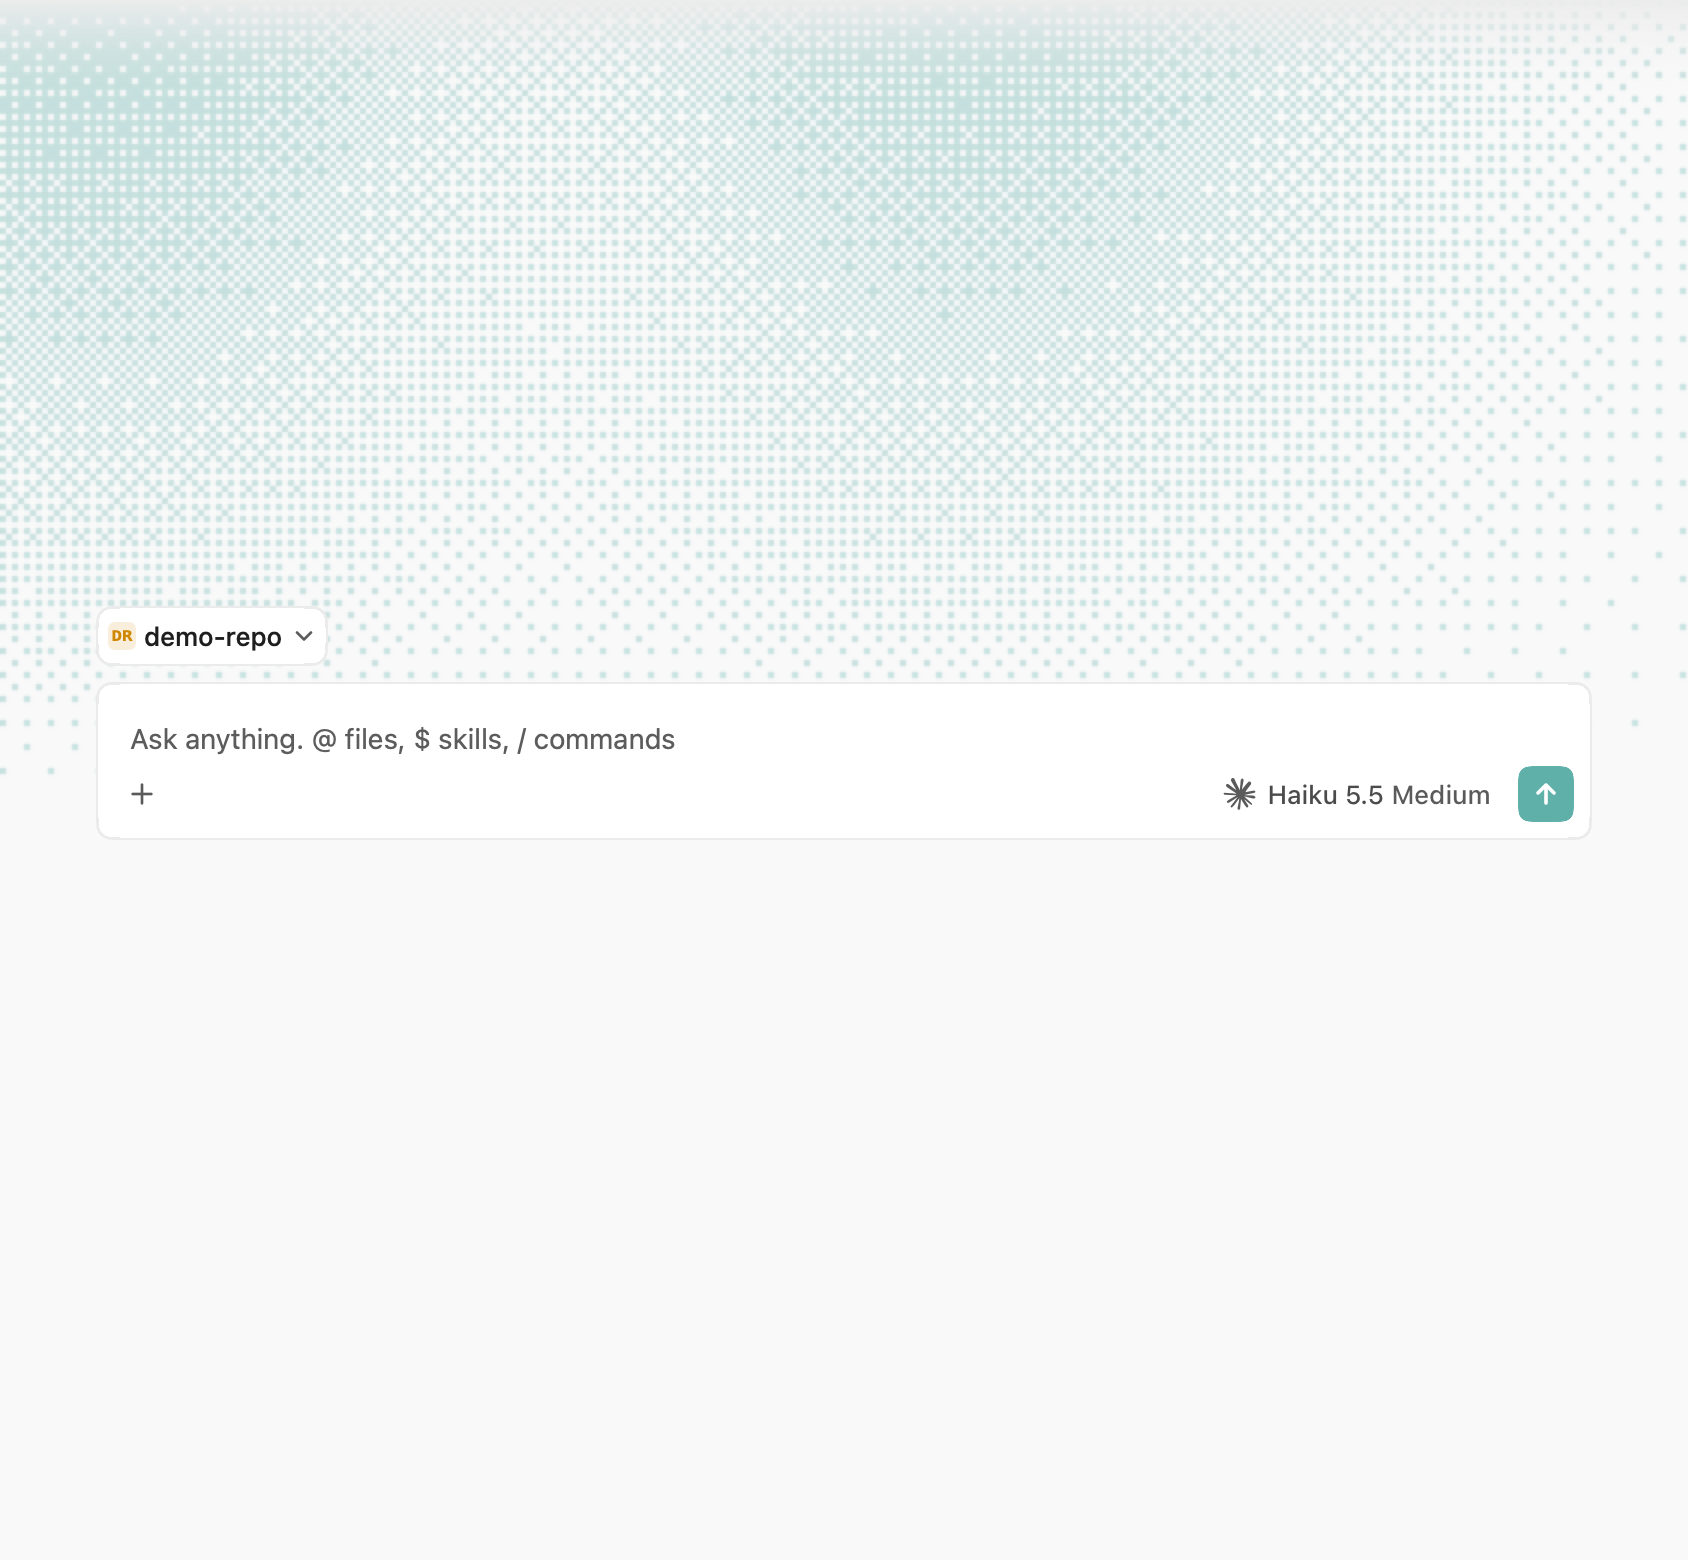 DR demo-repo
Ask anything. @ files, $ skills, / commands
Haiku 5.5 Medium